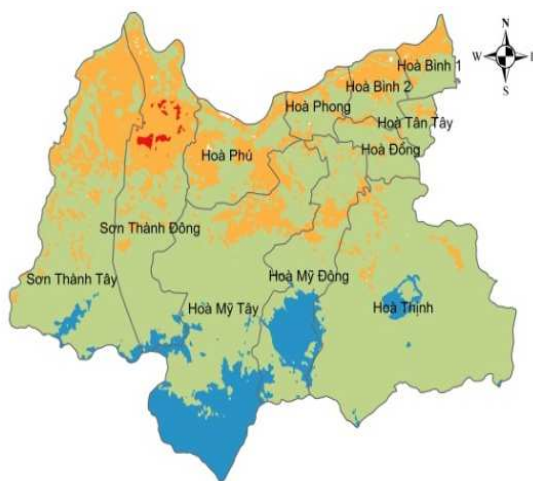 N
W
E
S
Hoà Bình 1
Hoà Bình 2
Hoà Phong
Hoà Tân Tây
Hoà Đồng
Hoà Phú
Sơn Thành Đông
Sơn Thành Tây
Hoà Mỹ Đông
Hoà Mỹ Tây
Hoà Thịnh